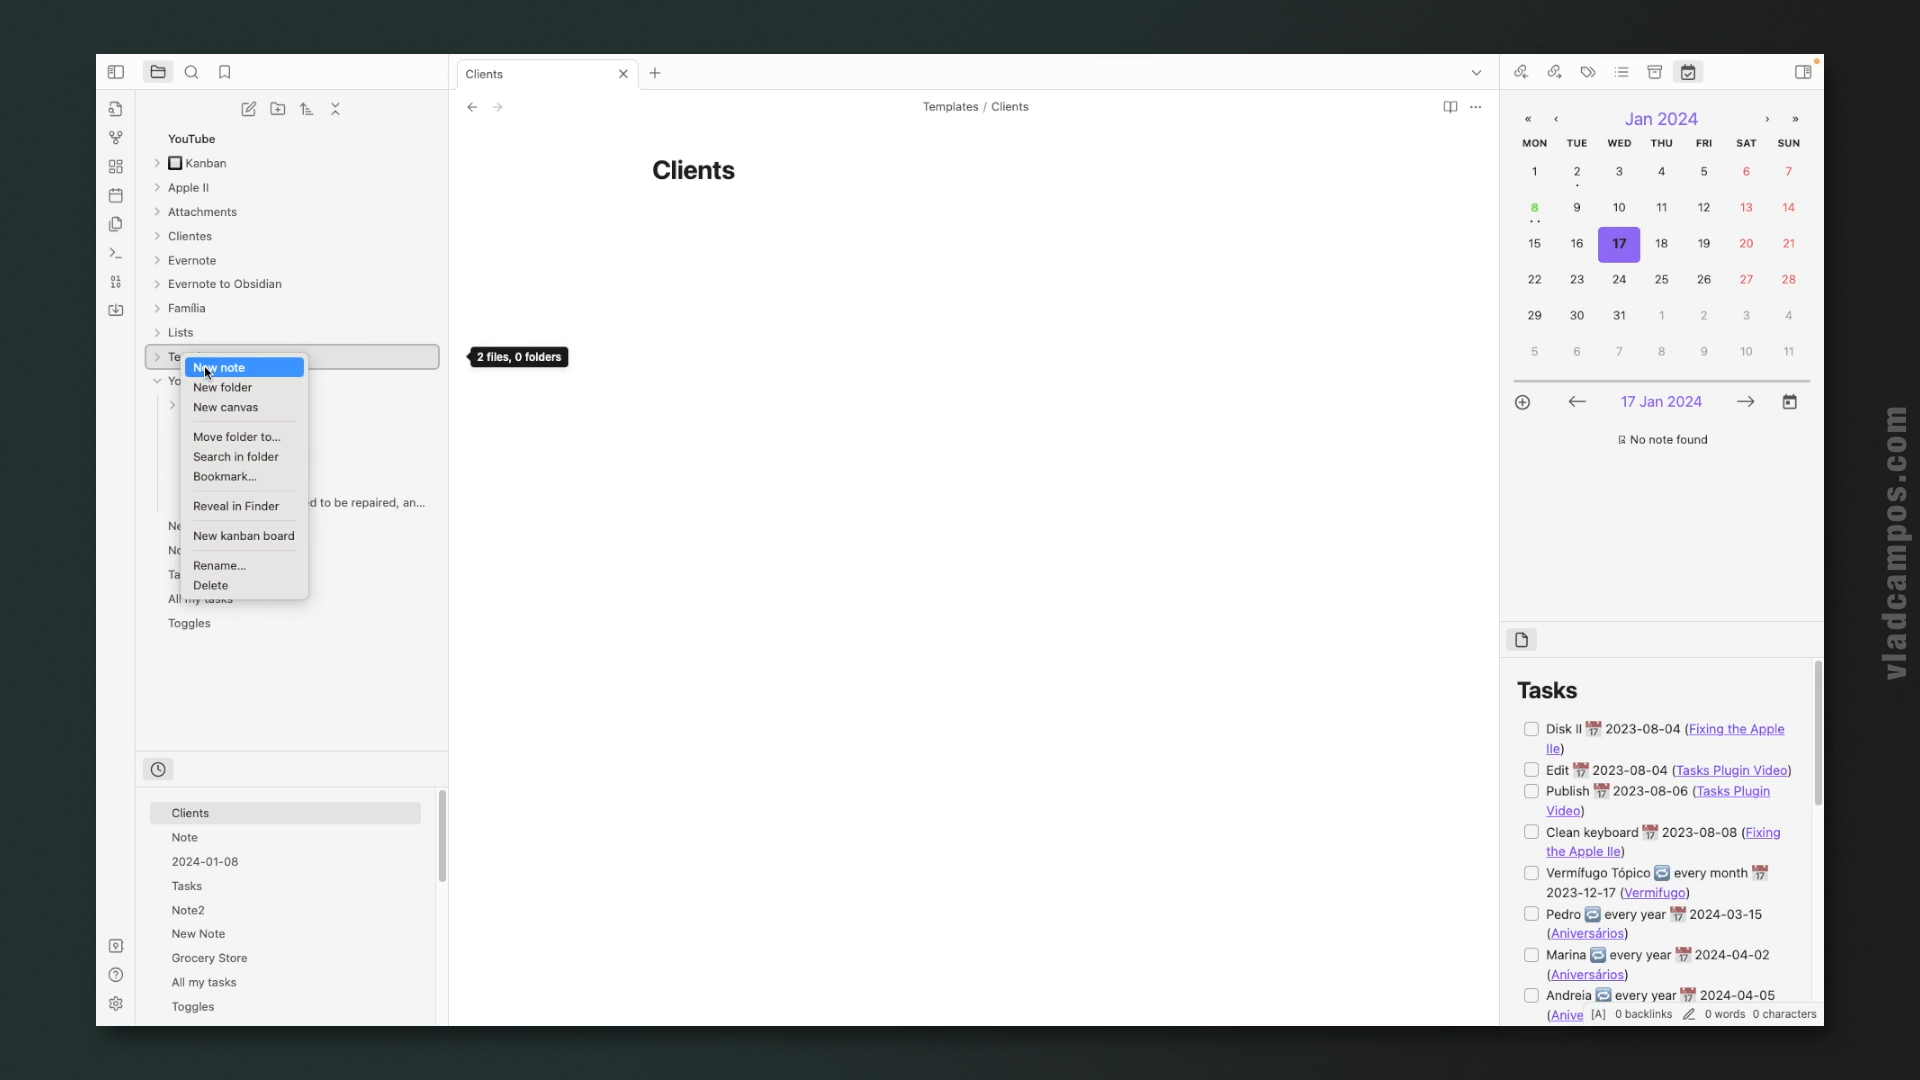 Clients
Templates / Clients
YouTube
Kanban
Apple II
Attachments
Clientes
Evernote
Evernote to Obsidian
Família
Lists
2 files, 0 folders
New note
New folder
New canvas
Move folder to...
Search in folder
Bookmark...
Reveal in Finder
New kanban board
Rename...
Delete
d to be repaired, an...
All my tasks
Toggles
Clients
Note
2024-01-08
Tasks
Note2
New Note
Grocery Store
All my tasks
Toggles
Clients
Jan 2024
MON TUE WED THU FRI SAT SUN
1 2 3 4 5 6 7
8 9 10 11 12 13 14
15 16 17 18 19 20 21
22 23 24 25 26 27 28
29 30 31 1 2 3 4
5 6 7 8 9 10 11
17 Jan 2024
No note found
Tasks
Disk II 📅 2023-08-04 (Fixing the Apple
IIe)
Edit 📅 2023-08-04 (Tasks Plugin Video)
Publish 📅 2023-08-06 (Tasks Plugin
Video)
Clean keyboard 📅 2023-08-08 (Fixing
the Apple IIe)
Vermífugo Tópico 🔁 every month 📅
2023-12-17 (Vermifugo)
Pedro 🔁 every year 📅 2024-03-15
(Aniversários)
Marina 🔁 every year 📅 2024-04-02
(Aniversários)
Andreia 🔁 every year 📅 2024-04-05
(Anive
[A] 0 backlinks 0 words 0 characters
vladcampos.com